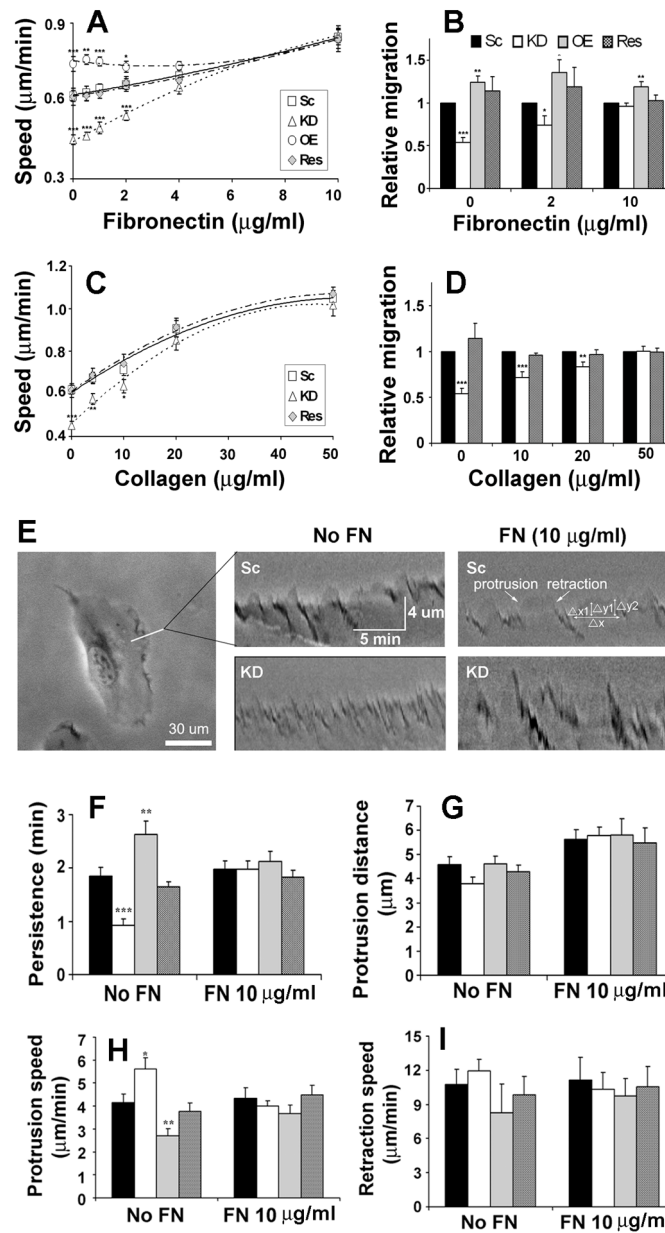 A
Speed (μm/min)
0.9
0.6
0.3
*** ** *** *
*** *** *** ***
Sc
KD
OE
Res
0 2 4 6 8 10
Fibronectin (μg/ml)
B
Sc KD OE Res
Relative migration
1.5
1
0.5
0
***
**
*
**
0 2 10
Fibronectin (μg/ml)
C
Speed (μm/min)
1.2
1.0
0.8
0.6
0.4
*** ** *
Sc
KD
Res
0 10 20 30 40 50
Collagen (μg/ml)
D
Relative migration
1.5
1
0.5
0
*** *** **
0 10 20 50
Collagen (μg/ml)
E
No FN
FN (10 μg/ml)
Sc
4 um
5 min
Sc
protrusion
retraction
△x1 △y1 △y2
△x
KD
KD
30 um
F
Persistence (min)
3
2
1
0
***
**
No FN FN 10 μg/ml
G
Protrusion distance
(μm)
7
6
5
4
3
2
1
0
No FN FN 10 μg/ml
H
Protrusion speed
(μm/min)
7
6
5
4
3
2
1
0
*
**
No FN FN 10 μg/ml
I
Retraction speed
(μm/min)
15
12
9
6
3
0
No FN FN 10 μg/ml